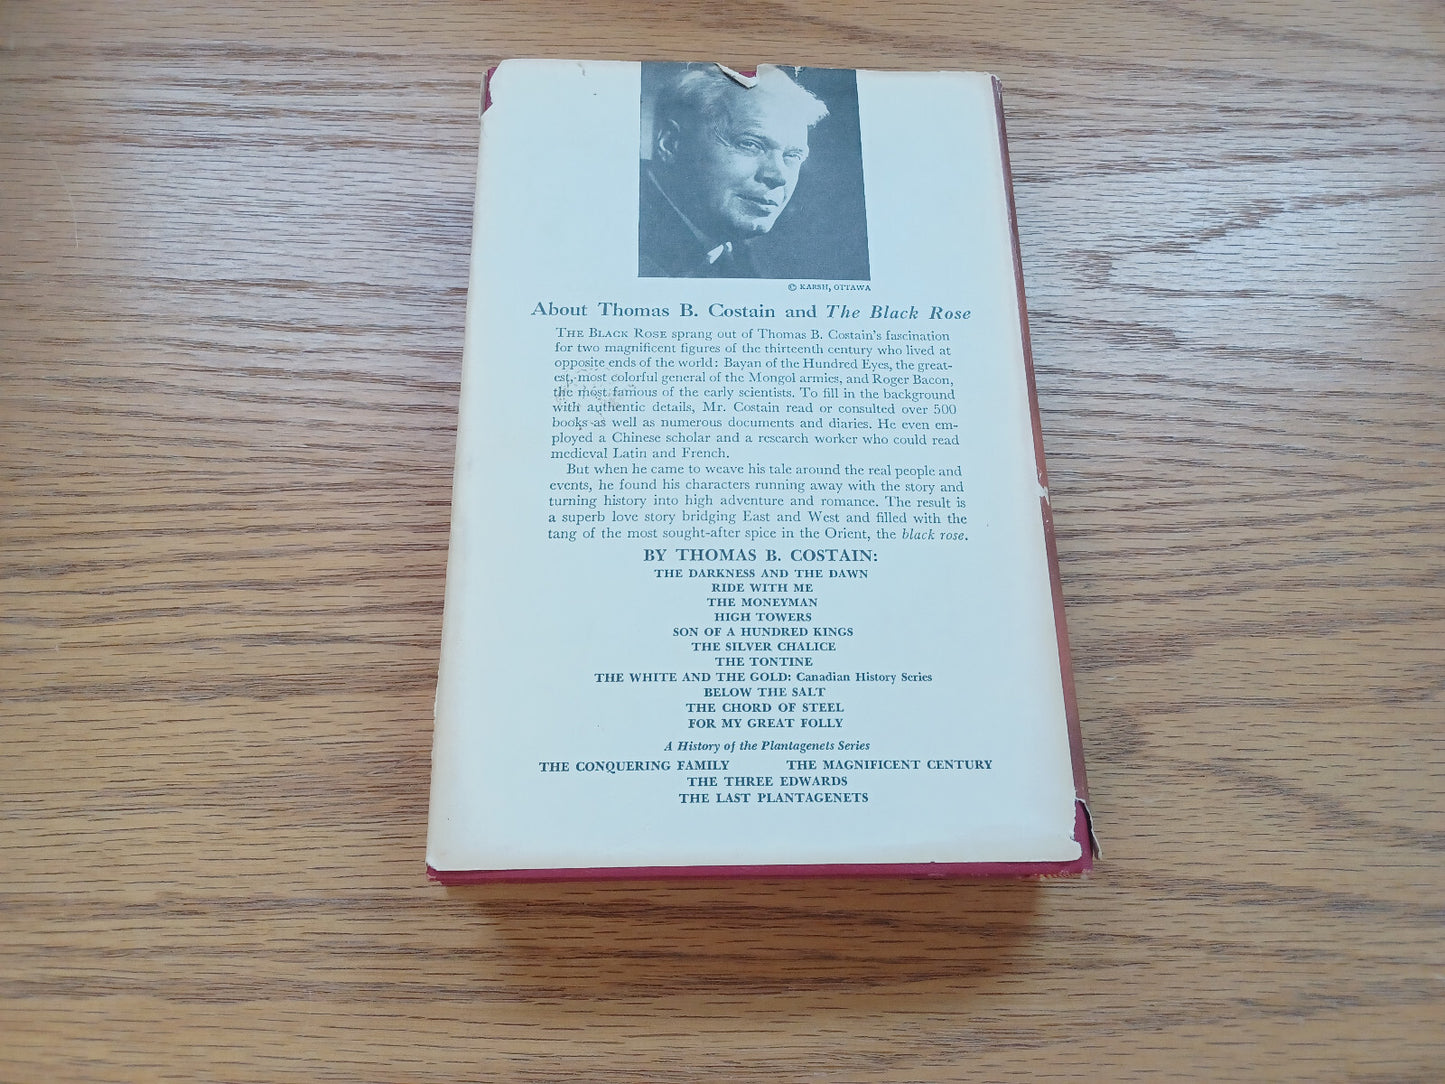 © KARSH, OTTAWA
About Thomas B. Costain and The Black Rose
THE BLACK ROSE sprang out of Thomas B. Costain's fascination
for two magnificent figures of the thirteenth century who lived at
opposite ends of the world: Bayan of the Hundred Eyes, the great-
est, most colorful general of the Mongol armies, and Roger Bacon,
the most famous of the early scientists. To fill in the background
with authentic details, Mr. Costain read or consulted over 500
books as well as numerous documents and diaries. He even em-
ployed a Chinese scholar and a research worker who could read
medieval Latin and French.
But when he came to weave his tale around the real people and
events, he found his characters running away with the story and
turning history into high adventure and romance. The result is
a superb love story bridging East and West and filled with the
tang of the most sought-after spice in the Orient, the black rose.
BY THOMAS B. COSTAIN:
THE DARKNESS AND THE DAWN
RIDE WITH ME
THE MONEYMAN
HIGH TOWERS
SON OF A HUNDRED KINGS
THE SILVER CHALICE
THE TONTINE
THE WHITE AND THE GOLD: Canadian History Series
BELOW THE SALT
THE CHORD OF STEEL
FOR MY GREAT FOLLY
A History of the Plantagenets Series
THE CONQUERING FAMILY THE MAGNIFICENT CENTURY
THE THREE EDWARDS
THE LAST PLANTAGENETS